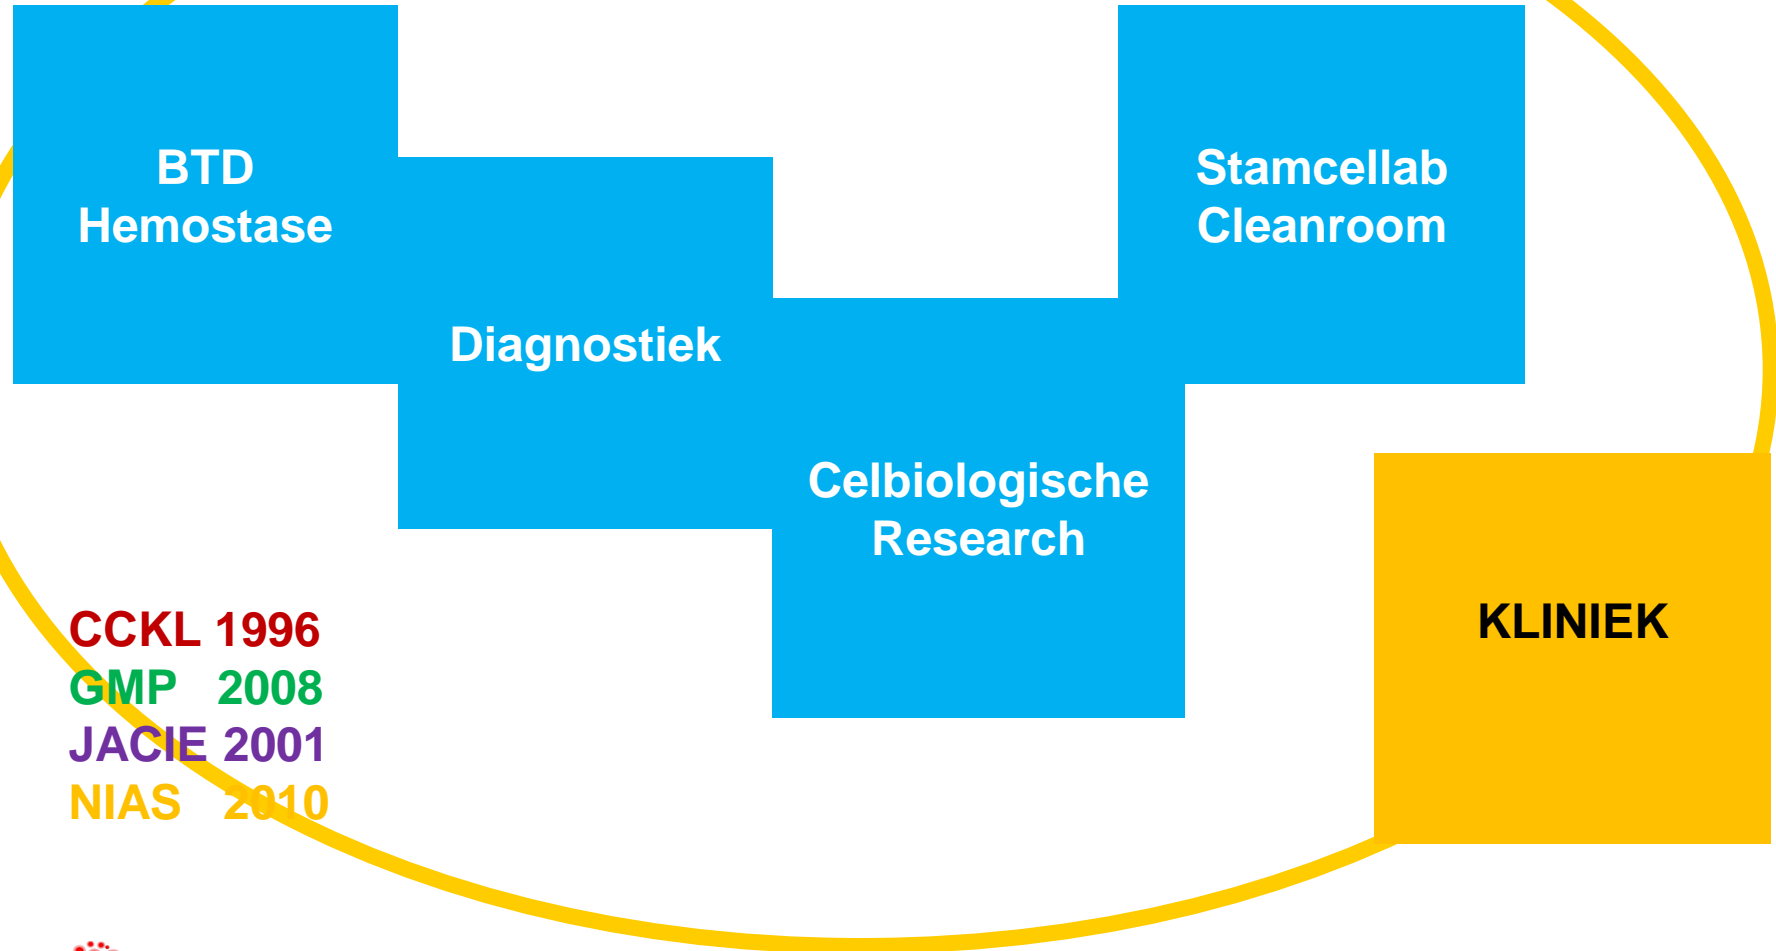 BTD
Hemostase
Stamcellab
Cleanroom
Diagnostiek
Celbiologische
Research
KLINIEK
CCKL 1996
GMP 2008
JACIE 2001
NIAS 2010